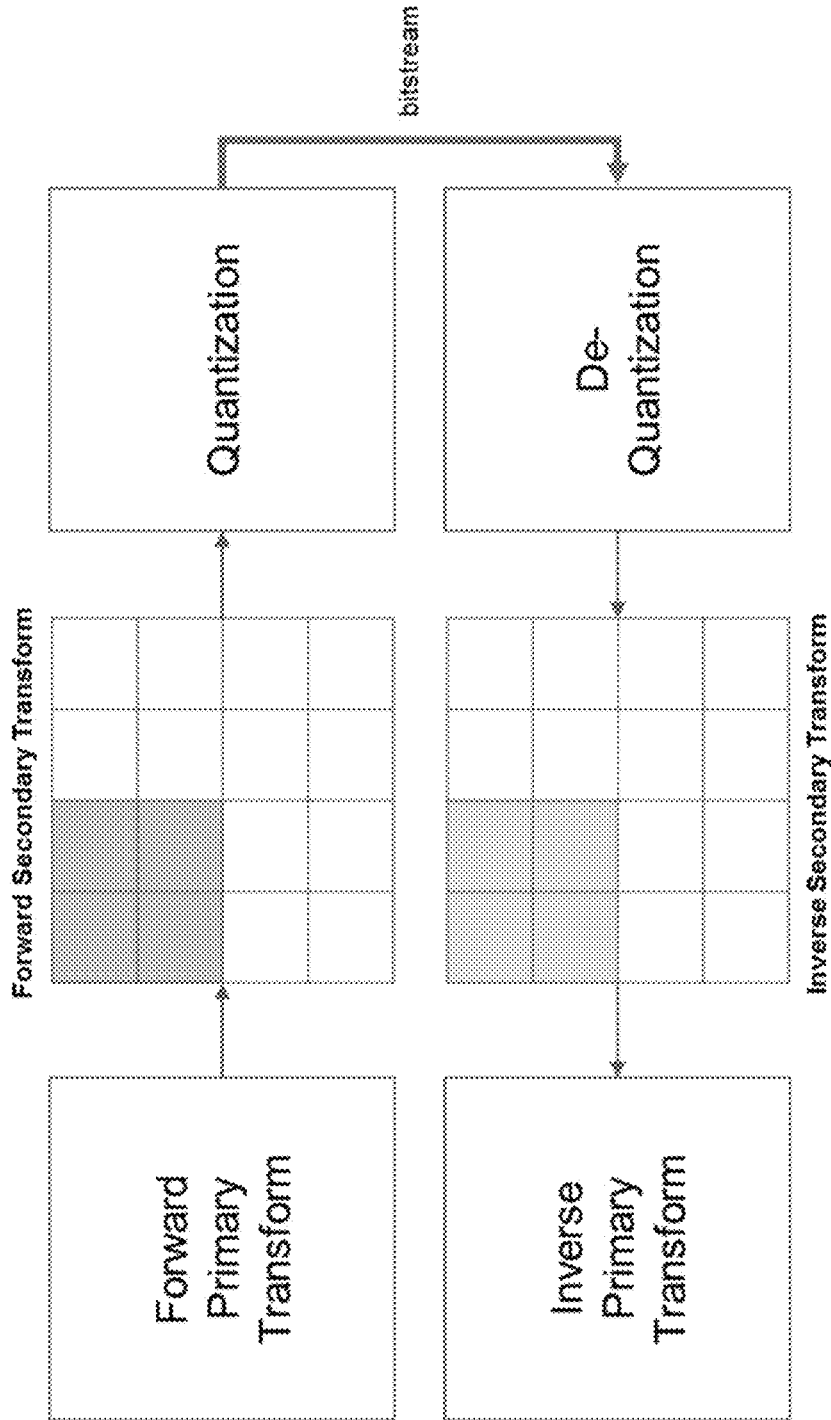 Forward Secondary Transform
Forward
Primary
Transform
Quantization
bitstream
Inverse
Primary
Transform
De-
Quantization
Inverse Secondary Transform